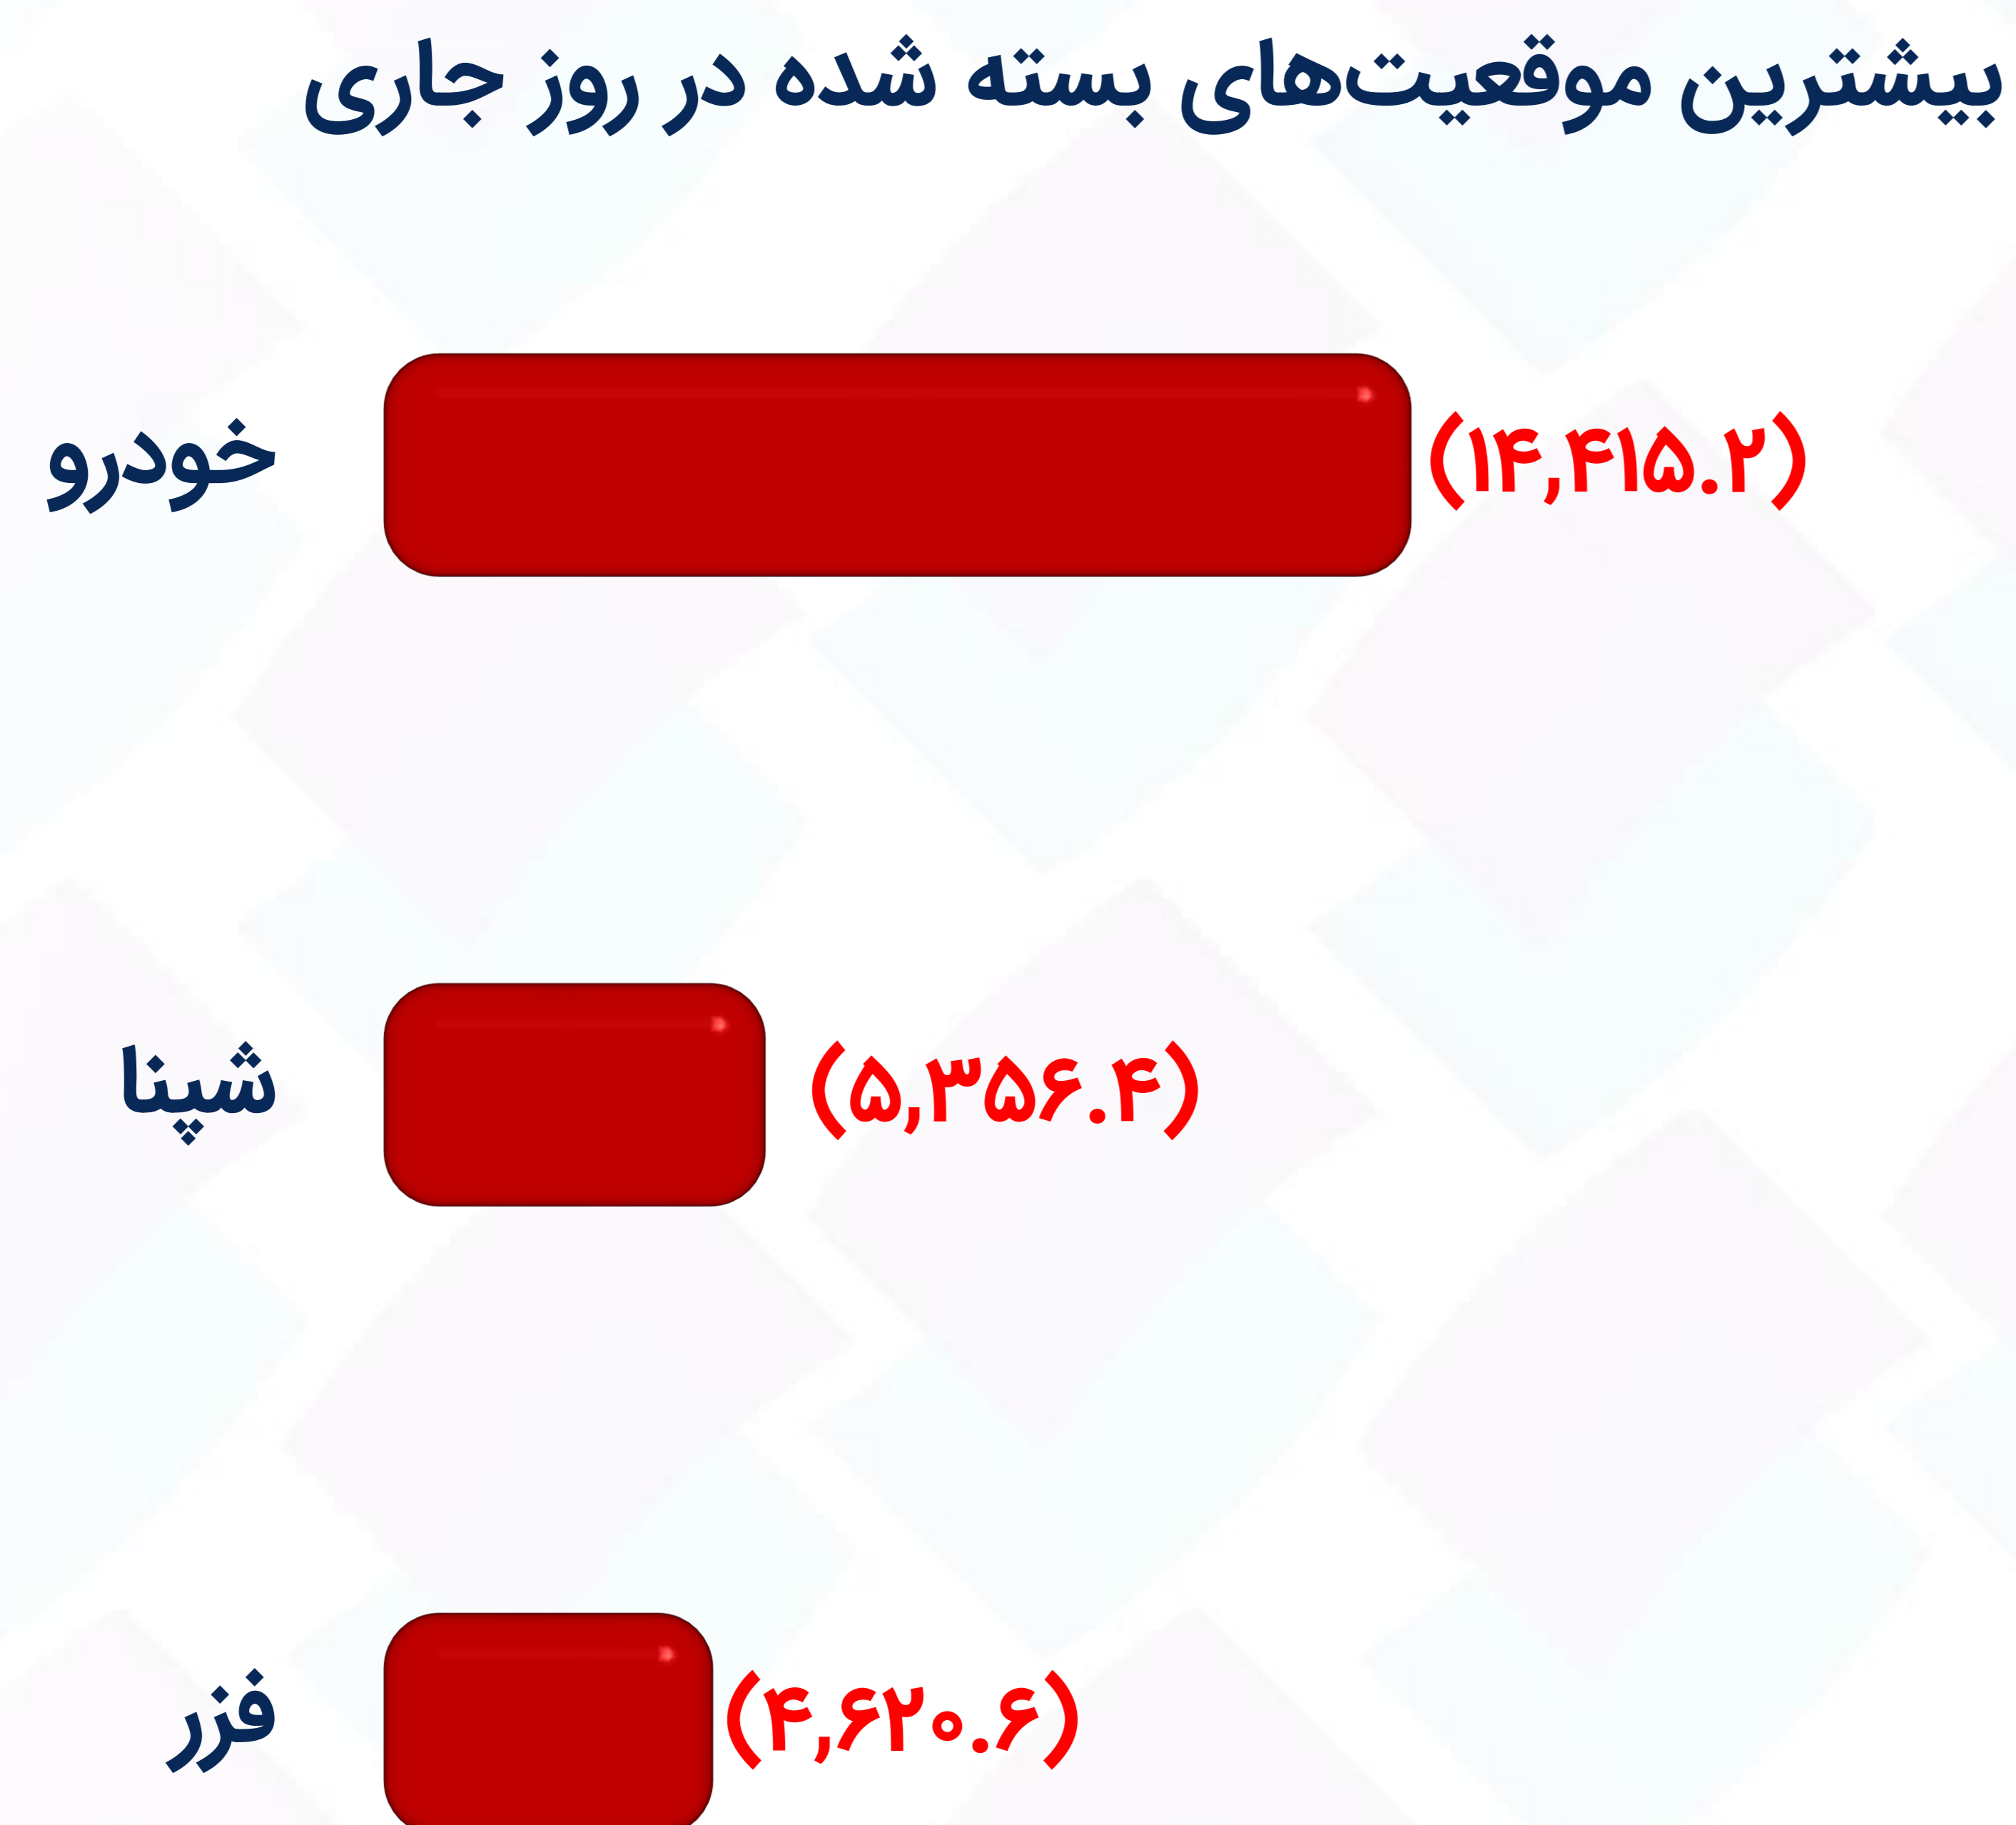 بیشترین موقعیت‌های بسته شده در روز جاری
خودرو (۱۴,۴۱۵.۲)
شپنا (۵,۳۵۶.۴)
فزر (۴,۶۲۰.۶)